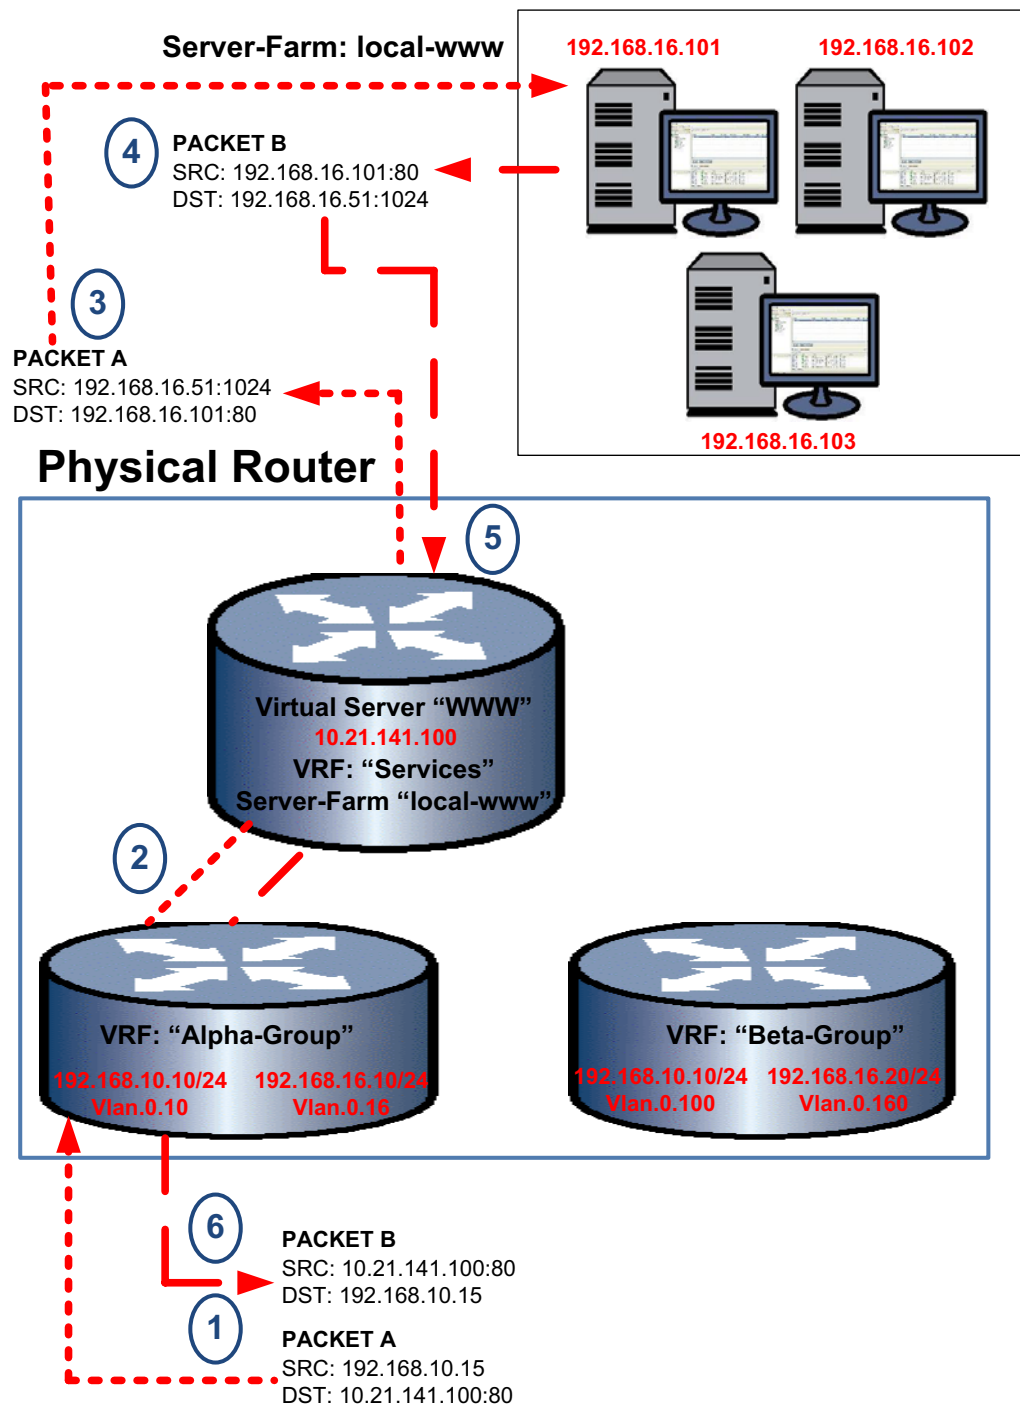 Server-Farm: local-www
192.168.16.101
192.168.16.102
4
PACKET B
SRC: 192.168.16.101:80
DST: 192.168.16.51:1024
3
PACKET A
SRC: 192.168.16.51:1024
DST: 192.168.16.101:80
192.168.16.103
Physical Router
5
Virtual Server “WWW”
10.21.141.100
VRF: “Services”
Server-Farm “local-www”
2
VRF: “Alpha-Group”
192.168.10.10/24
Vlan.0.10
192.168.16.10/24
Vlan.0.16
VRF: “Beta-Group”
192.168.10.10/24
Vlan.0.100
192.168.16.20/24
Vlan.0.160
6
PACKET B
SRC: 10.21.141.100:80
DST: 192.168.10.15
1
PACKET A
SRC: 192.168.10.15
DST: 10.21.141.100:80